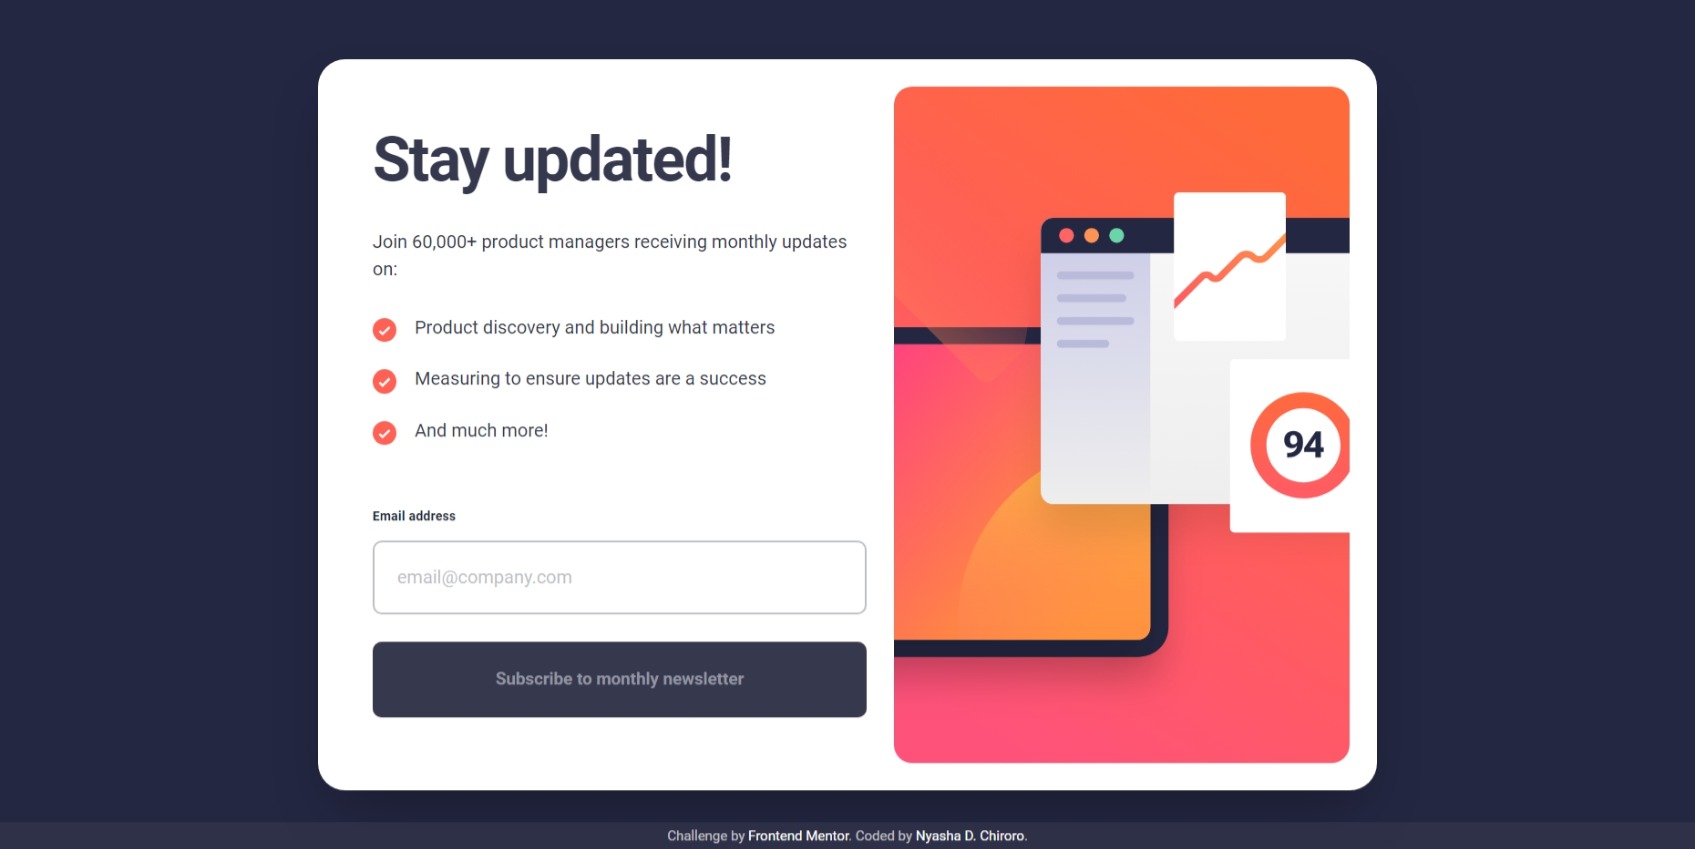 Stay updated!
Join 60,000+ product managers receiving monthly updates
on:
Product discovery and building what matters
Measuring to ensure updates are a success
And much more!
Email address
email@company.com
Subscribe to monthly newsletter
94
Challenge by Frontend Mentor. Coded by Nyasha D. Chiroro.